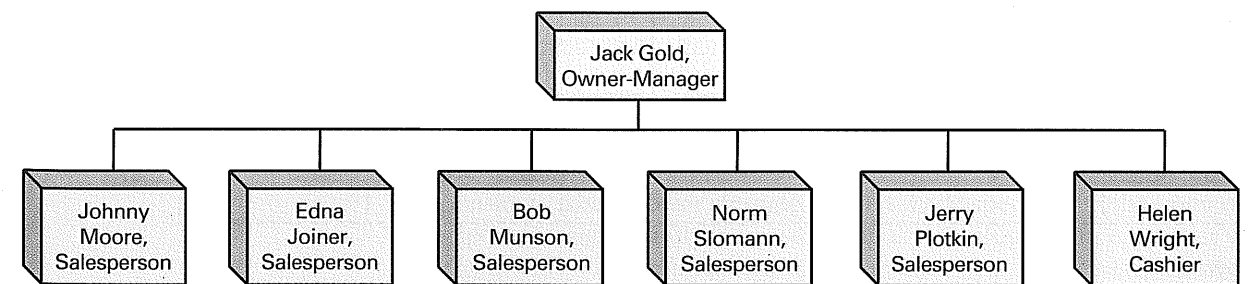 Jack Gold,
Owner-Manager
Johnny
Moore,
Salesperson
Edna
Joiner,
Salesperson
Bob
Munson,
Salesperson
Norm
Slomann,
Salesperson
Jerry
Plotkin,
Salesperson
Helen
Wright,
Cashier